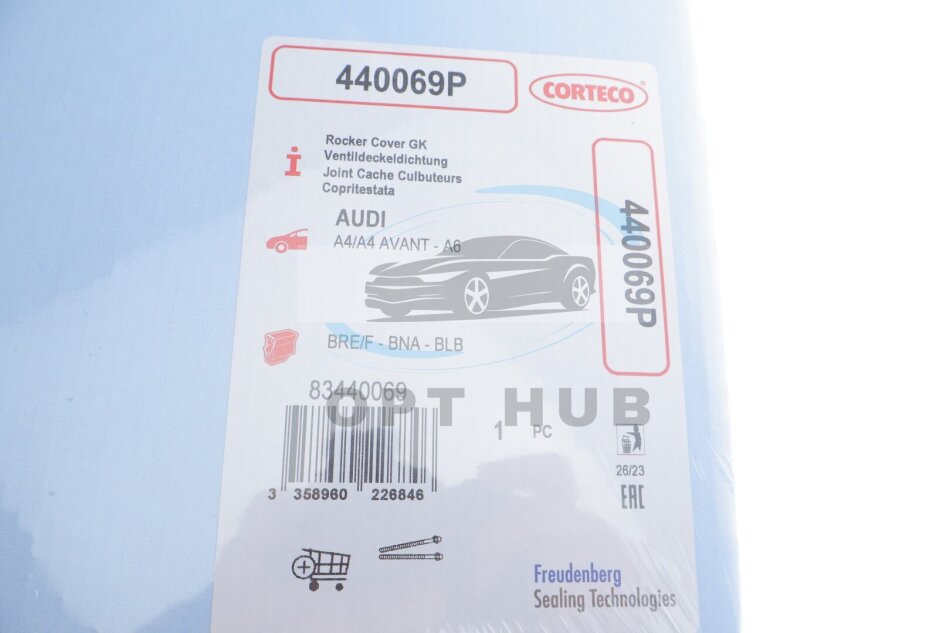 440069P
CORTECO
Rocker Cover GK
Ventildeckeldichtung
Joint Cache Culbuteurs
Copritestata
440069P
AUDI
A4/A4 AVANT - A6
BRE/F - BNA - BLB
83440069
OPT HUB
1 PC
3 358960 226846
26/23
EAC
Freudenberg
Sealing Technologies